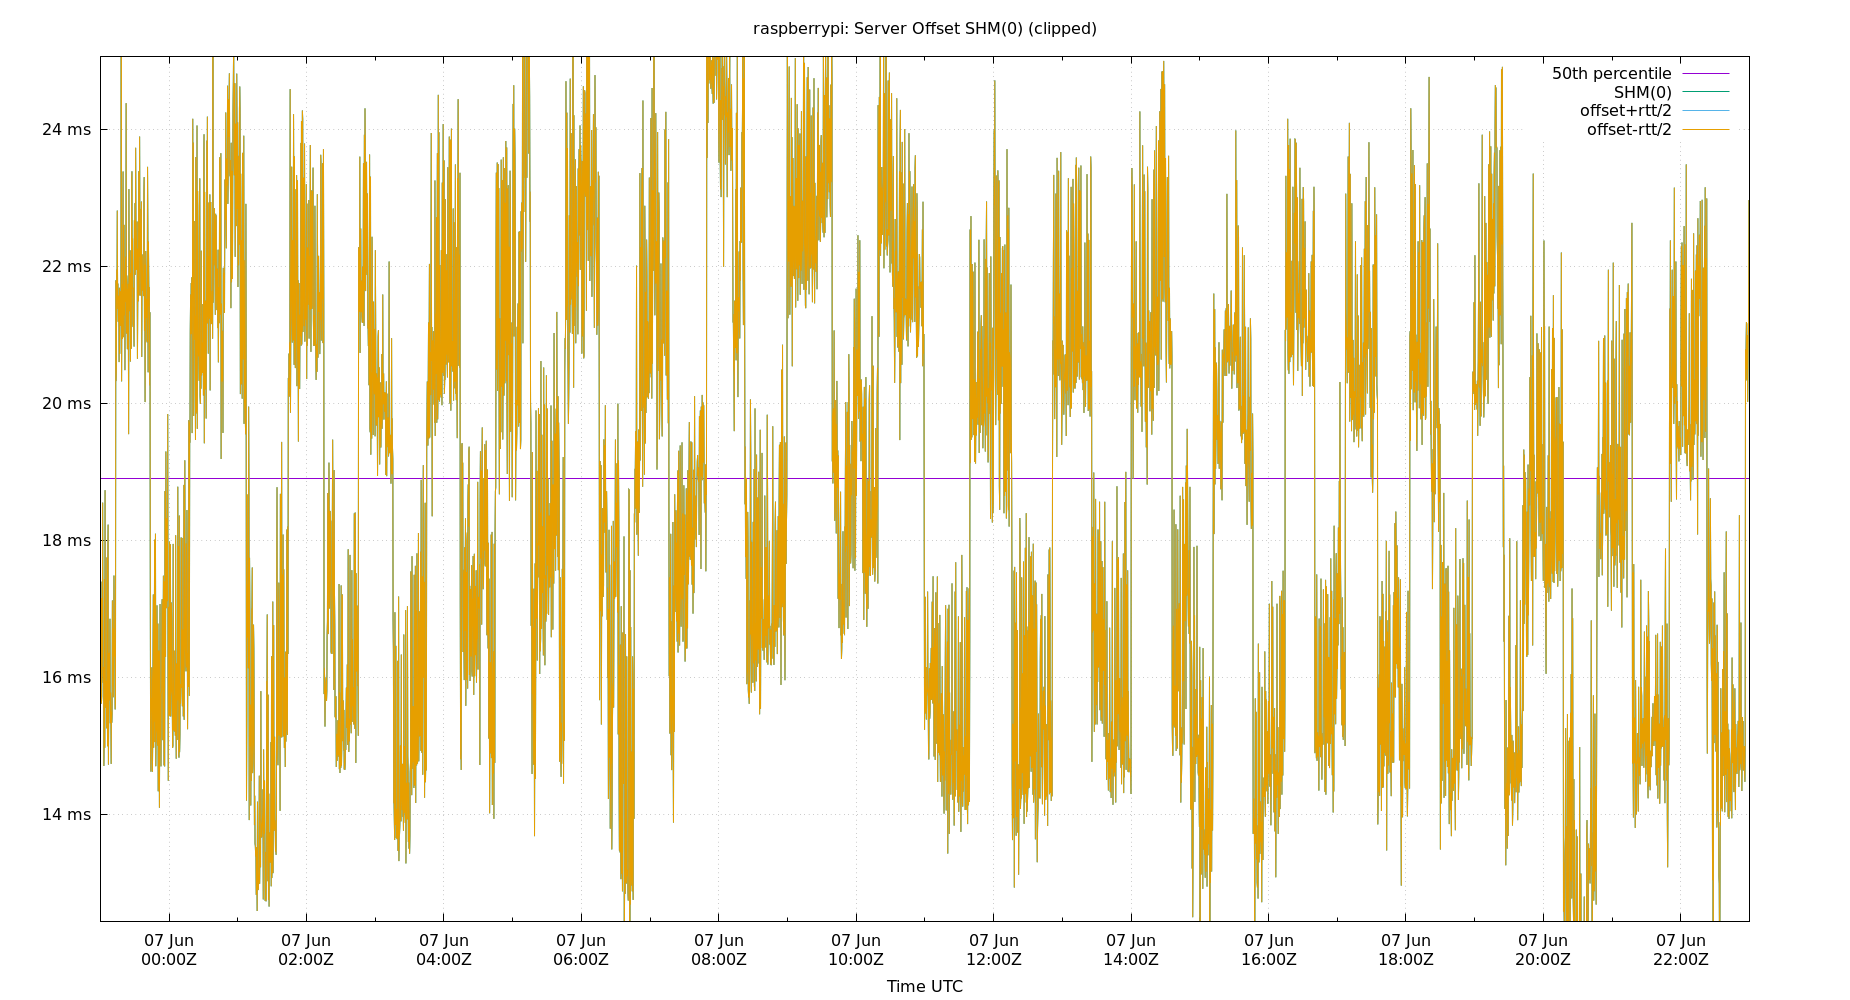 raspberrypi: Server Offset SHM(0) (clipped)
50th percentile
SHM(0)
offset+rtt/2
offset-rtt/2
24 ms
22 ms
20 ms
18 ms
16 ms
14 ms
07 Jun 07 Jun 07 Jun 07 Jun 07 Jun 07 Jun 07 Jun 07 Jun 07 Jun 07 Jun 07 Jun 07 Jun
00:00Z 02:00Z 04:00Z 06:00Z 08:00Z 10:00Z 12:00Z 14:00Z 16:00Z 18:00Z 20:00Z 22:00Z
Time UTC